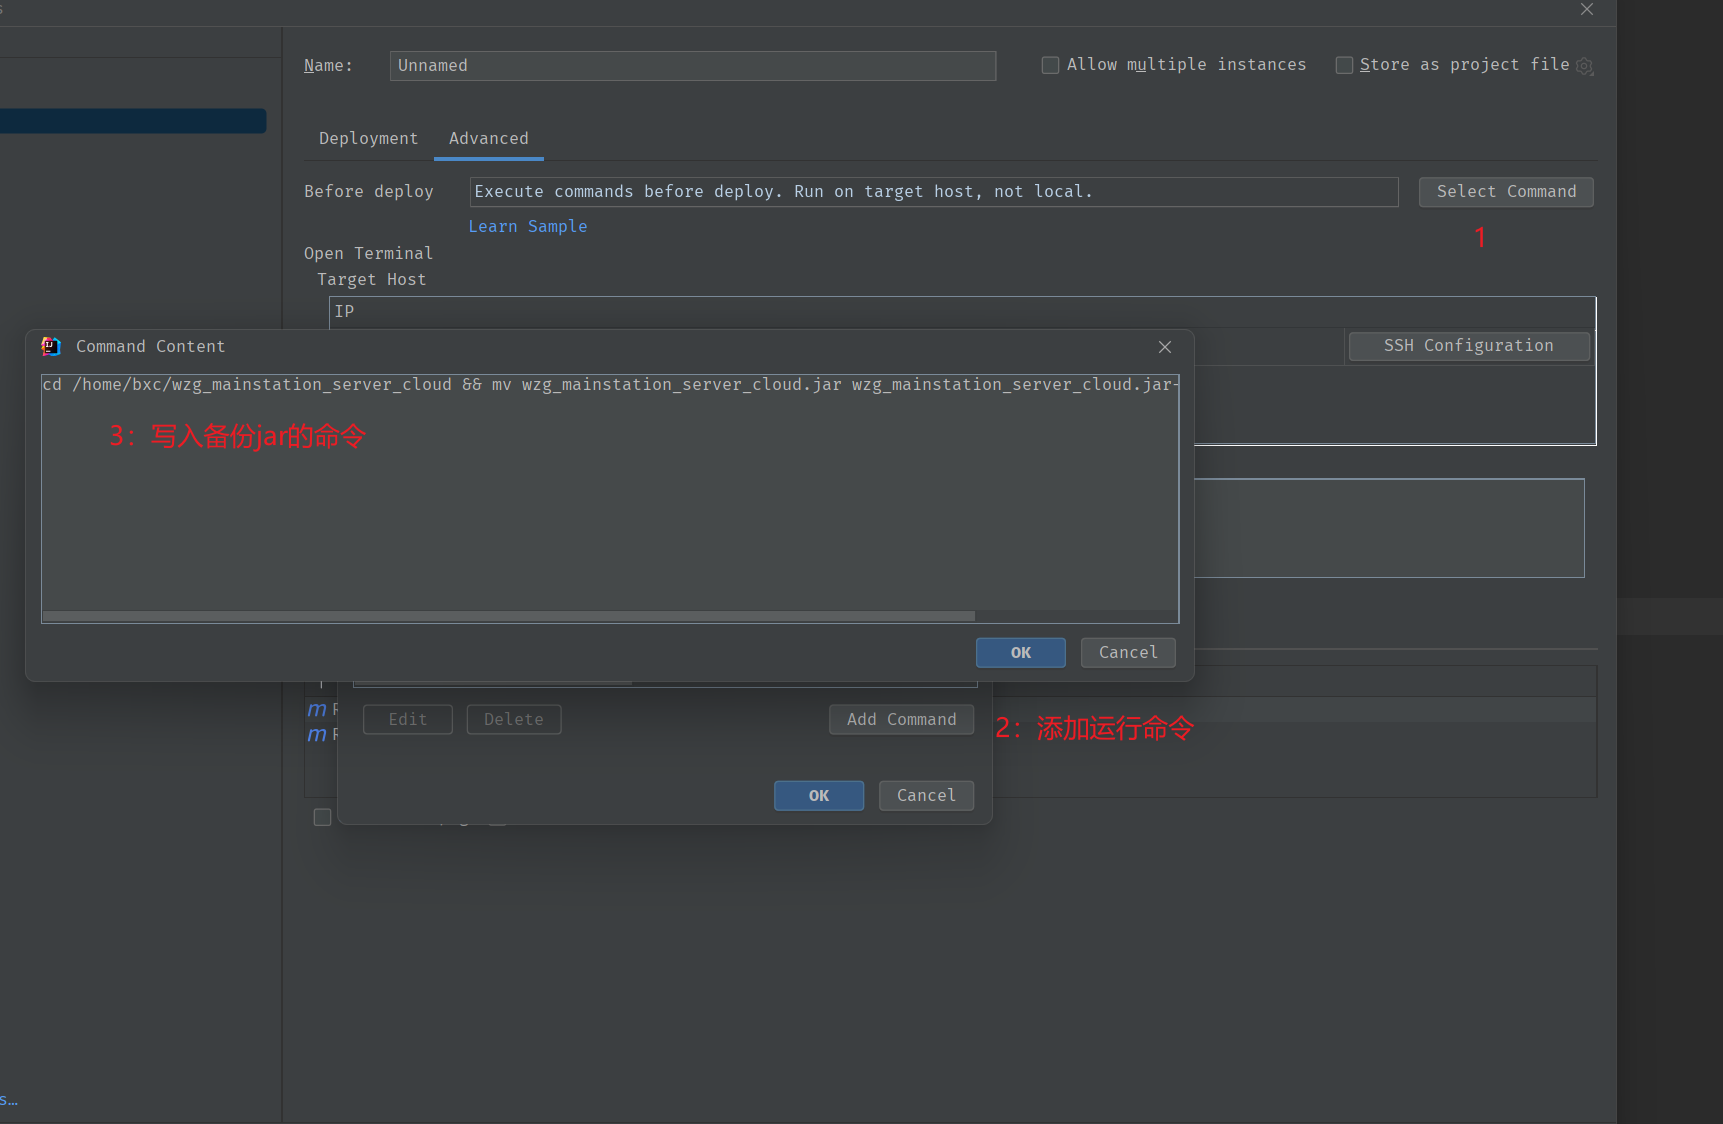 Name:
Unnamed
Allow multiple instances
Store as project file
Deployment
Advanced
Before deploy
Execute commands before deploy. Run on target host, not local.
Select Command
Learn Sample
1
Open Terminal
Target Host
IP
Command Content
SSH Configuration
cd /home/bxc/wzg_mainstation_server_cloud && mv wzg_mainstation_server_cloud.jar wzg_mainstation_server_cloud.jar-
3：写入备份jar的命令
OK
Cancel
Edit
Delete
Add Command
2：添加运行命令
OK
Cancel
s...